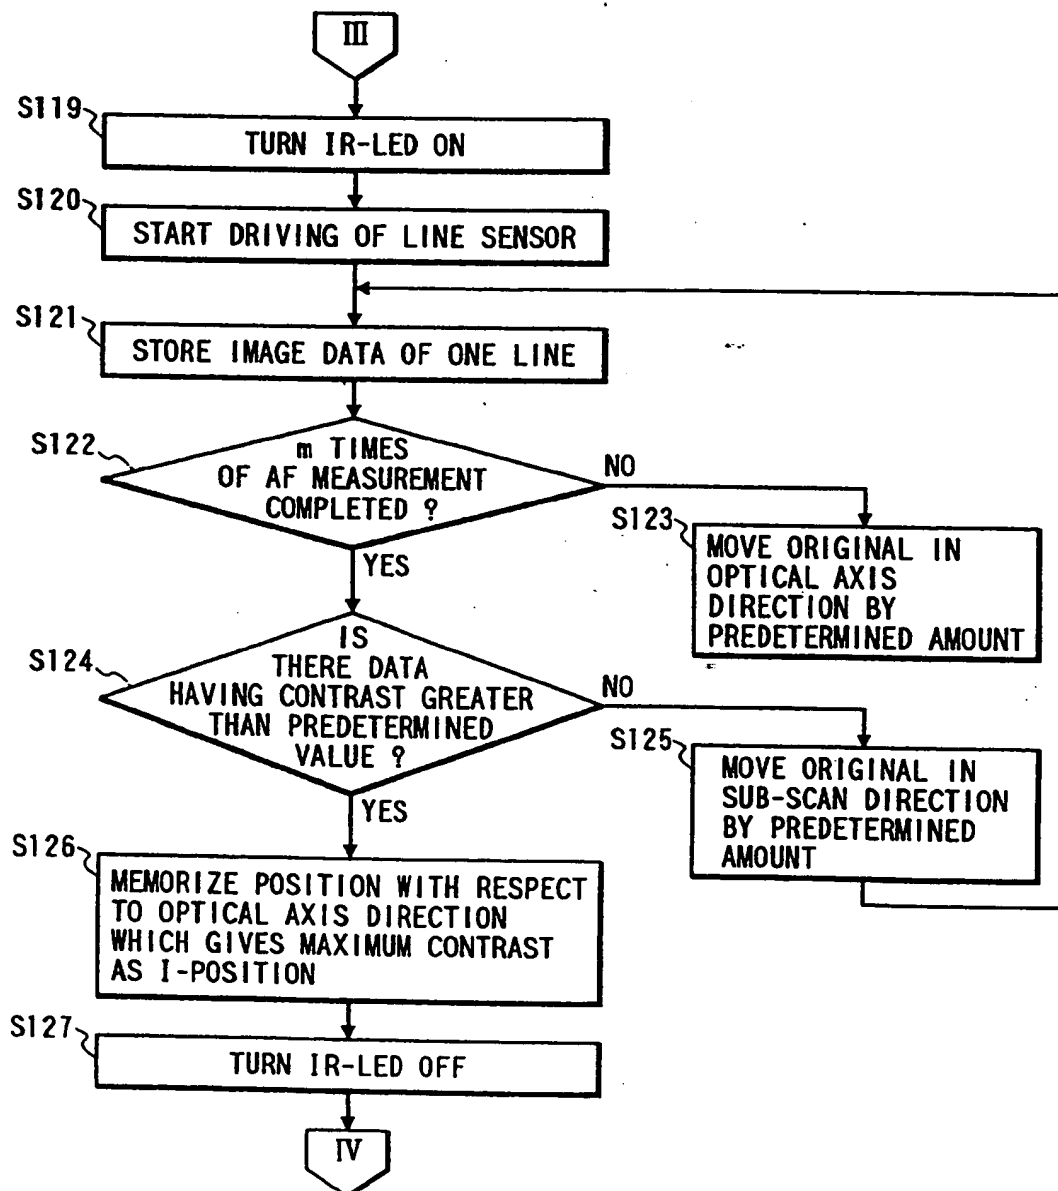 III
S119
TURN IR-LED ON
S120
START DRIVING OF LINE SENSOR
S121
STORE IMAGE DATA OF ONE LINE
S122
m TIMES
OF AF MEASUREMENT
COMPLETED ?
NO
YES
S123
MOVE ORIGINAL IN
OPTICAL AXIS
DIRECTION BY
PREDETERMINED AMOUNT
S124
IS
THERE DATA
HAVING CONTRAST GREATER
THAN PREDETERMINED
VALUE ?
NO
YES
S125
MOVE ORIGINAL IN
SUB-SCAN DIRECTION
BY PREDETERMINED
AMOUNT
S126
MEMORIZE POSITION WITH RESPECT
TO OPTICAL AXIS DIRECTION
WHICH GIVES MAXIMUM CONTRAST
AS I-POSITION
S127
TURN IR-LED OFF
IV